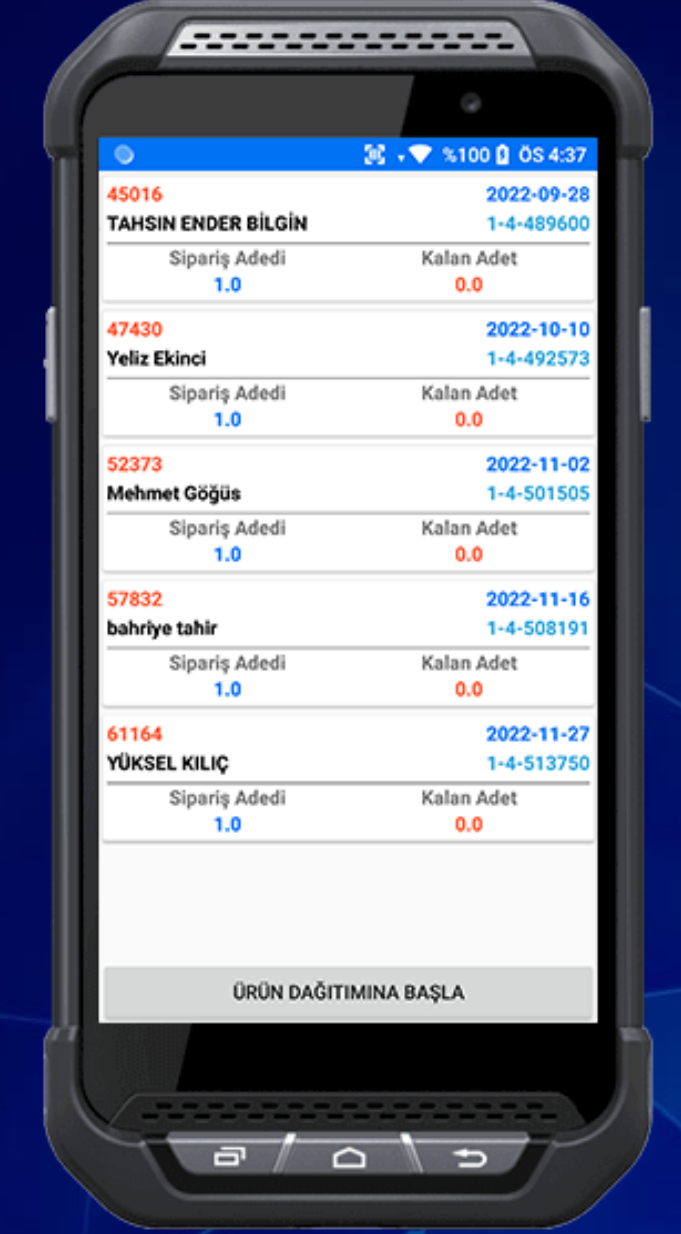 %100 ÖS 4:37
45016 2022-09-28
TAHSIN ENDER BİLGİN 1-4-489600
Sipariş Adedi Kalan Adet
1.0 0.0
47430 2022-10-10
Yeliz Ekinci 1-4-492573
Sipariş Adedi Kalan Adet
1.0 0.0
52373 2022-11-02
Mehmet Göğüs 1-4-501505
Sipariş Adedi Kalan Adet
1.0 0.0
57832 2022-11-16
bahriye tahir 1-4-508191
Sipariş Adedi Kalan Adet
1.0 0.0
61164 2022-11-27
YÜKSEL KILIÇ 1-4-513750
Sipariş Adedi Kalan Adet
1.0 0.0
ÜRÜN DAĞITIMINA BAŞLA